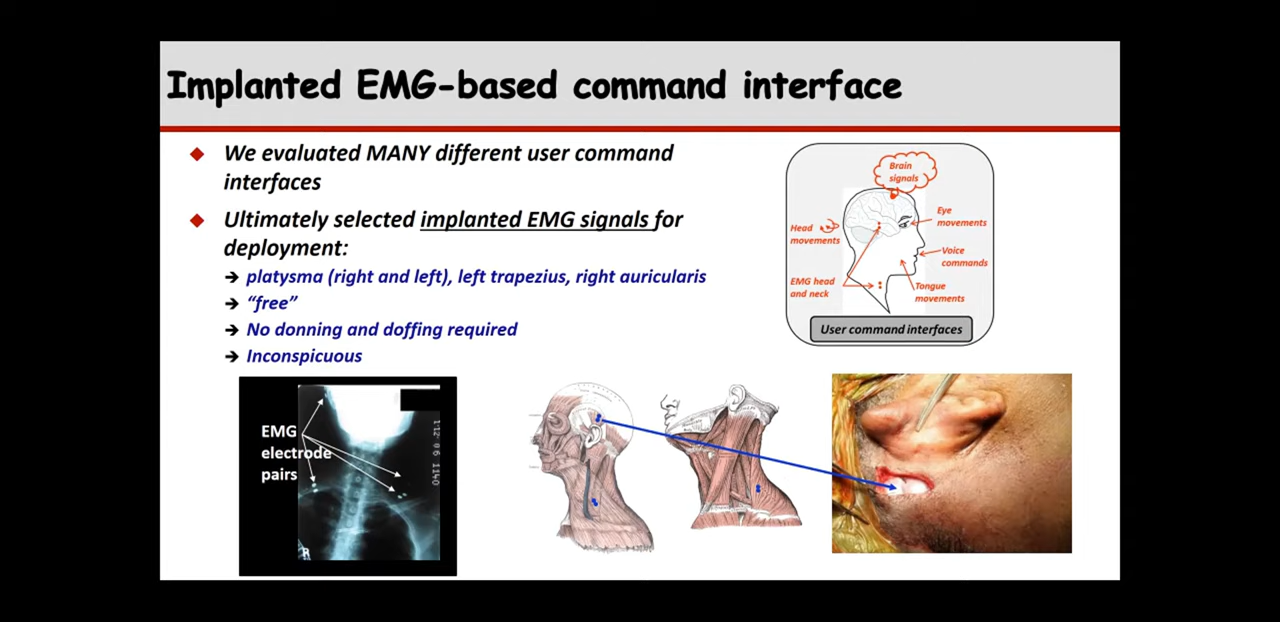 Implanted EMG-based command interface
We evaluated MANY different user command
interfaces
Ultimately selected implanted EMG signals for
deployment:
platysma (right and left), left trapezius, right auricularis
“free”
No donning and doffing required
Inconspicuous
Brain
signals
Eye
movements
Head
movements
Voice
commands
EMG head
and neck
Tongue
movements
User command interfaces
EMG
electrode
pairs
R